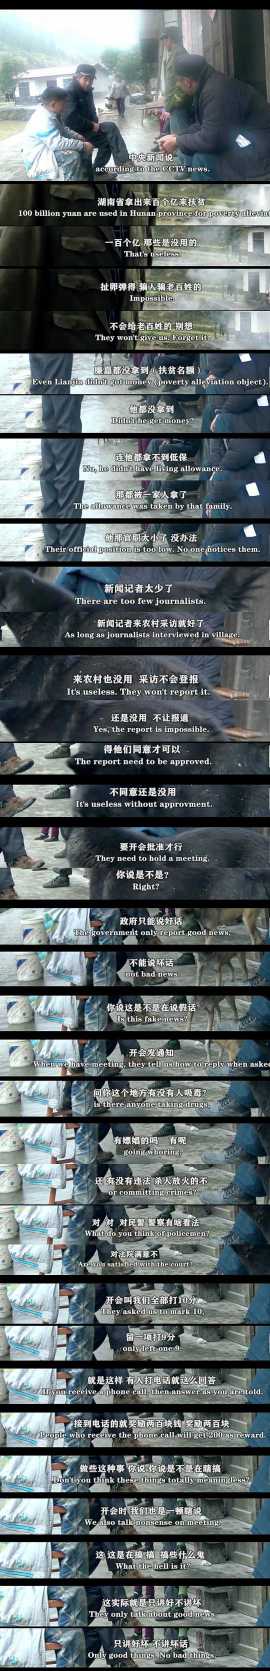 中央新闻说
according to the CCTV news.
湖南省拿出来百个亿来扶贫
100 billion yuan are used in Hunan province for poverty allevia
一百个亿 那些是没用的
That's useless.
扯卵弹得 骗人骗老百姓的
Impossible.
不会给老百姓的 别想
They won't give us. Forget it.
廉嘉都没拿到（扶贫名额）
Even Lianjia didn't got money (poverty alleviation object).
他都没拿到
Didn't he get money?
连他都拿不到低保
No, he didn't have living allowance.
那都被一家人拿了
The allowance was taken by that family.
他那官职太小了 没办法
Their official position is too low. No one notices them.
新闻记者太少了
There are too few journalists.
新闻记者来农村采访就好了
As long as journalists interviewed in village.
来农村也没用 采访不会登报
It's useless. They won't report it.
还是没用 不让报道
Yes, the report is impossible.
得他们同意才可以
The report need to be approved.
不同意还是没用
It's useless without approvment.
要开会批准才行
They need to hold a meeting.
你说是不是?
Right?
政府只能说好话
The government only report good news.
不能说坏话
not bad news
你说这是不是在说假话
Is this fake news?
开会发通知
When we have meeting, they tell us how to reply when asked
问你这个地方有没有人吸毒?
is there anyone taking drugs,
有嫖娼的吗 有呢
going whoring,
还有没有违法 杀人放火的不
or committing crimes?
对 对 对民警 警察有啥看法
What do you think of policemen?
对法院满意不
Are you satisfied with the court?
开会叫我们全部打10分
They asked us to mark 10,
留一项打9分
only left one 9.
就是这样 有人打电话就这么回答
If you receive a phone call, then answer as you are told.
接到电话的就奖励两百块钱 奖励两百块
People who receive the phone call will get 200 as reward.
做些这种事 你说 你说是不是在瞎搞
Don't you think these things totally meaningless?
开会时 我们也是一顿瞎说
We also talk nonsense on meeting.
这 这是在搞 搞 搞些什么鬼
What the hell is it?
这实际就是只讲好不讲坏
They only talk about good news
只讲好坏 不讲坏话
Only good things. No bad things.